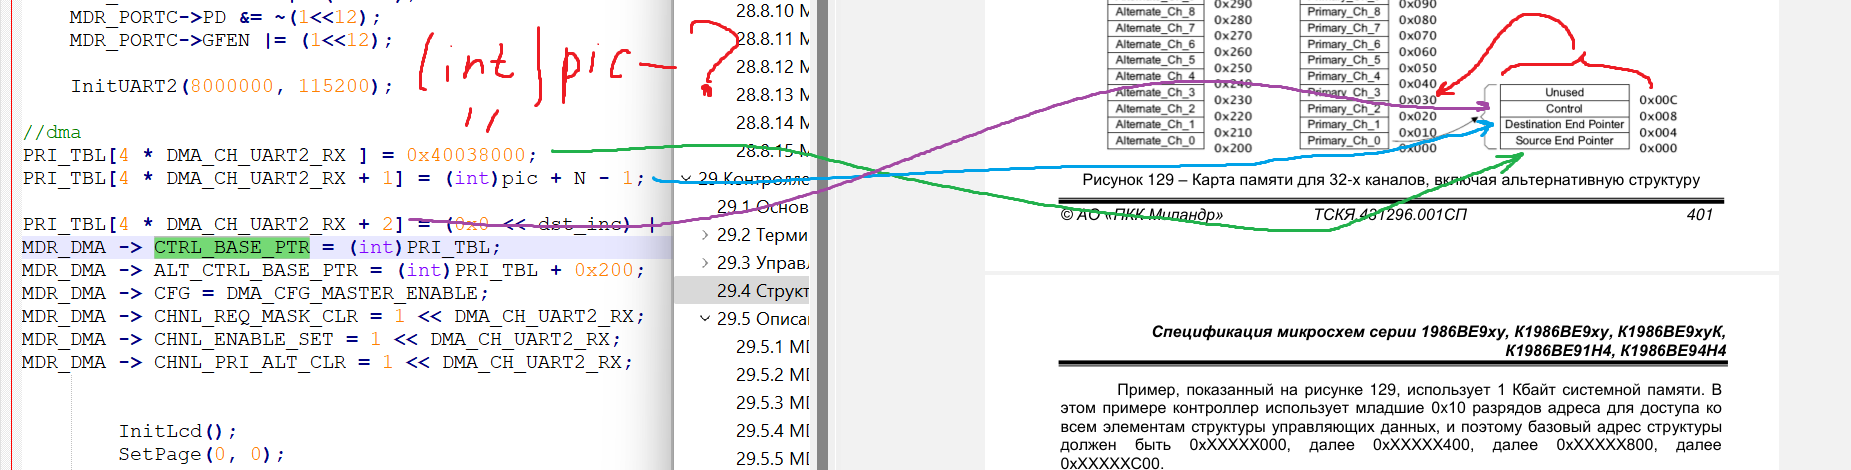 MDR_PORTC->PD &= ~(1<<12);
MDR_PORTC->GFEN |= (1<<12);
InitUART2(8000000, 115200);
(int)pic - ?
//dma
PRI_TBL[4 * DMA_CH_UART2_RX ] = 0x40038000;
PRI_TBL[4 * DMA_CH_UART2_RX + 1] = (int)pic + N - 1;
PRI_TBL[4 * DMA_CH_UART2_RX + 2] = (0x0 << dst_inc) |
MDR_DMA -> CTRL_BASE_PTR = (int)PRI_TBL;
MDR_DMA -> ALT_CTRL_BASE_PTR = (int)PRI_TBL + 0x200;
MDR_DMA -> CFG = DMA_CFG_MASTER_ENABLE;
MDR_DMA -> CHNL_REQ_MASK_CLR = 1 << DMA_CH_UART2_RX;
MDR_DMA -> CHNL_ENABLE_SET = 1 << DMA_CH_UART2_RX;
MDR_DMA -> CHNL_PRI_ALT_CLR = 1 << DMA_CH_UART2_RX;
InitLcd();
SetPage(0, 0);
28.8.10 M
28.8.11 M
28.8.12 M
28.8.13 M
28.8.14 M
28.8.15 M
29 Контролле
29.1 Основ
29.2 Терми
29.3 Управл
29.4 Структ
29.5 Описа
29.5.1 MI
29.5.2 MI
29.5.3 MI
29.5.4 MI
29.5.5 MI
0x290 0x090
Alternate_Ch_8 0x280 Primary_Ch_8 0x080
Alternate_Ch_7 0x270 Primary_Ch_7 0x070
Alternate_Ch_6 0x260 Primary_Ch_6 0x060
Alternate_Ch_5 0x250 Primary_Ch_5 0x050
Alternate_Ch_4 0x240 Primary_Ch_4 0x040
Alternate_Ch_3 0x230 Primary_Ch_3 0x030
Alternate_Ch_2 0x220 Primary_Ch_2 0x020
Alternate_Ch_1 0x210 Primary_Ch_1 0x010
Alternate_Ch_0 0x200 Primary_Ch_0 0x000
Unused 0x00C
Control 0x008
Destination End Pointer 0x004
Source End Pointer 0x000
Рисунок 129 – Карта памяти для 32-х каналов, включая альтернативную структуру
© АО «ПКК Миландр» ТСКЯ.431296.001СП 401
Спецификация микросхем серии 1986ВЕ9ху, К1986ВЕ9ху, К1986ВЕ9хуК,
К1986ВЕ91Н4, К1986ВЕ94Н4
Пример, показанный на рисунке 129, использует 1 Кбайт системной памяти. В
этом примере контроллер использует младшие 0x10 разрядов адреса для доступа ко
всем элементам структуры управляющих данных, и поэтому базовый адрес структуры
должен быть 0xXXXXX000, далее 0xXXXXX400, далее 0xXXXXX800, далее
0xXXXXXC00.